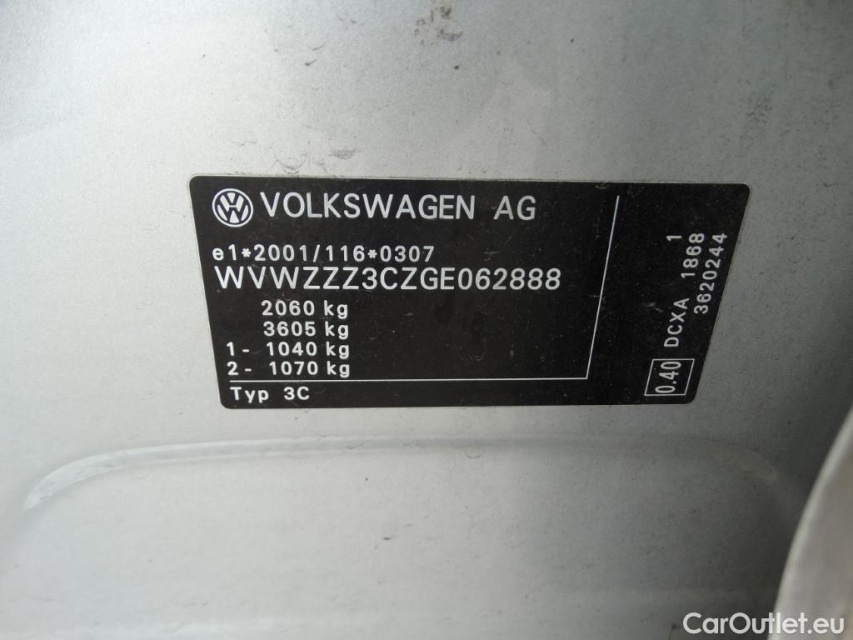 VOLKSWAGEN AG
e1*2001/116*0307
WVWZZZ3CZGE062888
2060 kg
3605 kg
1 - 1040 kg
2 - 1070 kg
Typ 3C
0.40
DCXA 1868 1
3620244
CarOutlet.eu